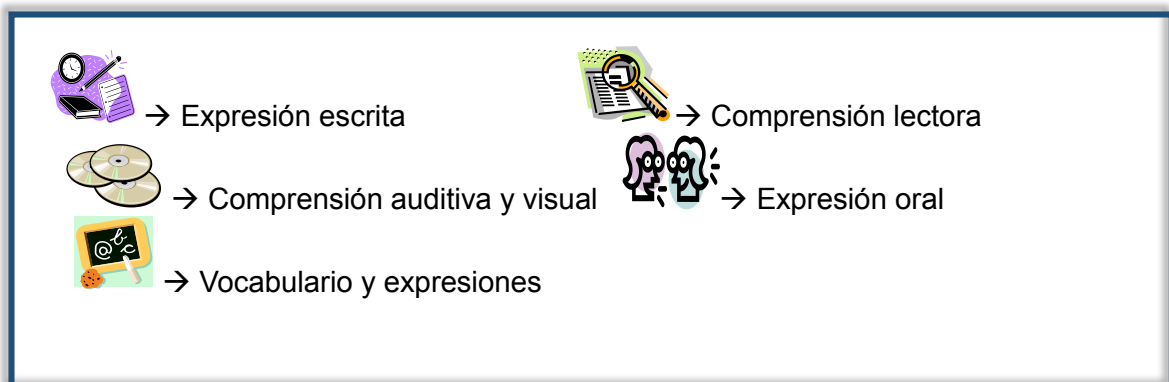 → Expresión escrita
→ Comprensión lectora
→ Comprensión auditiva y visual
→ Expresión oral
@ b c
→ Vocabulario y expresiones